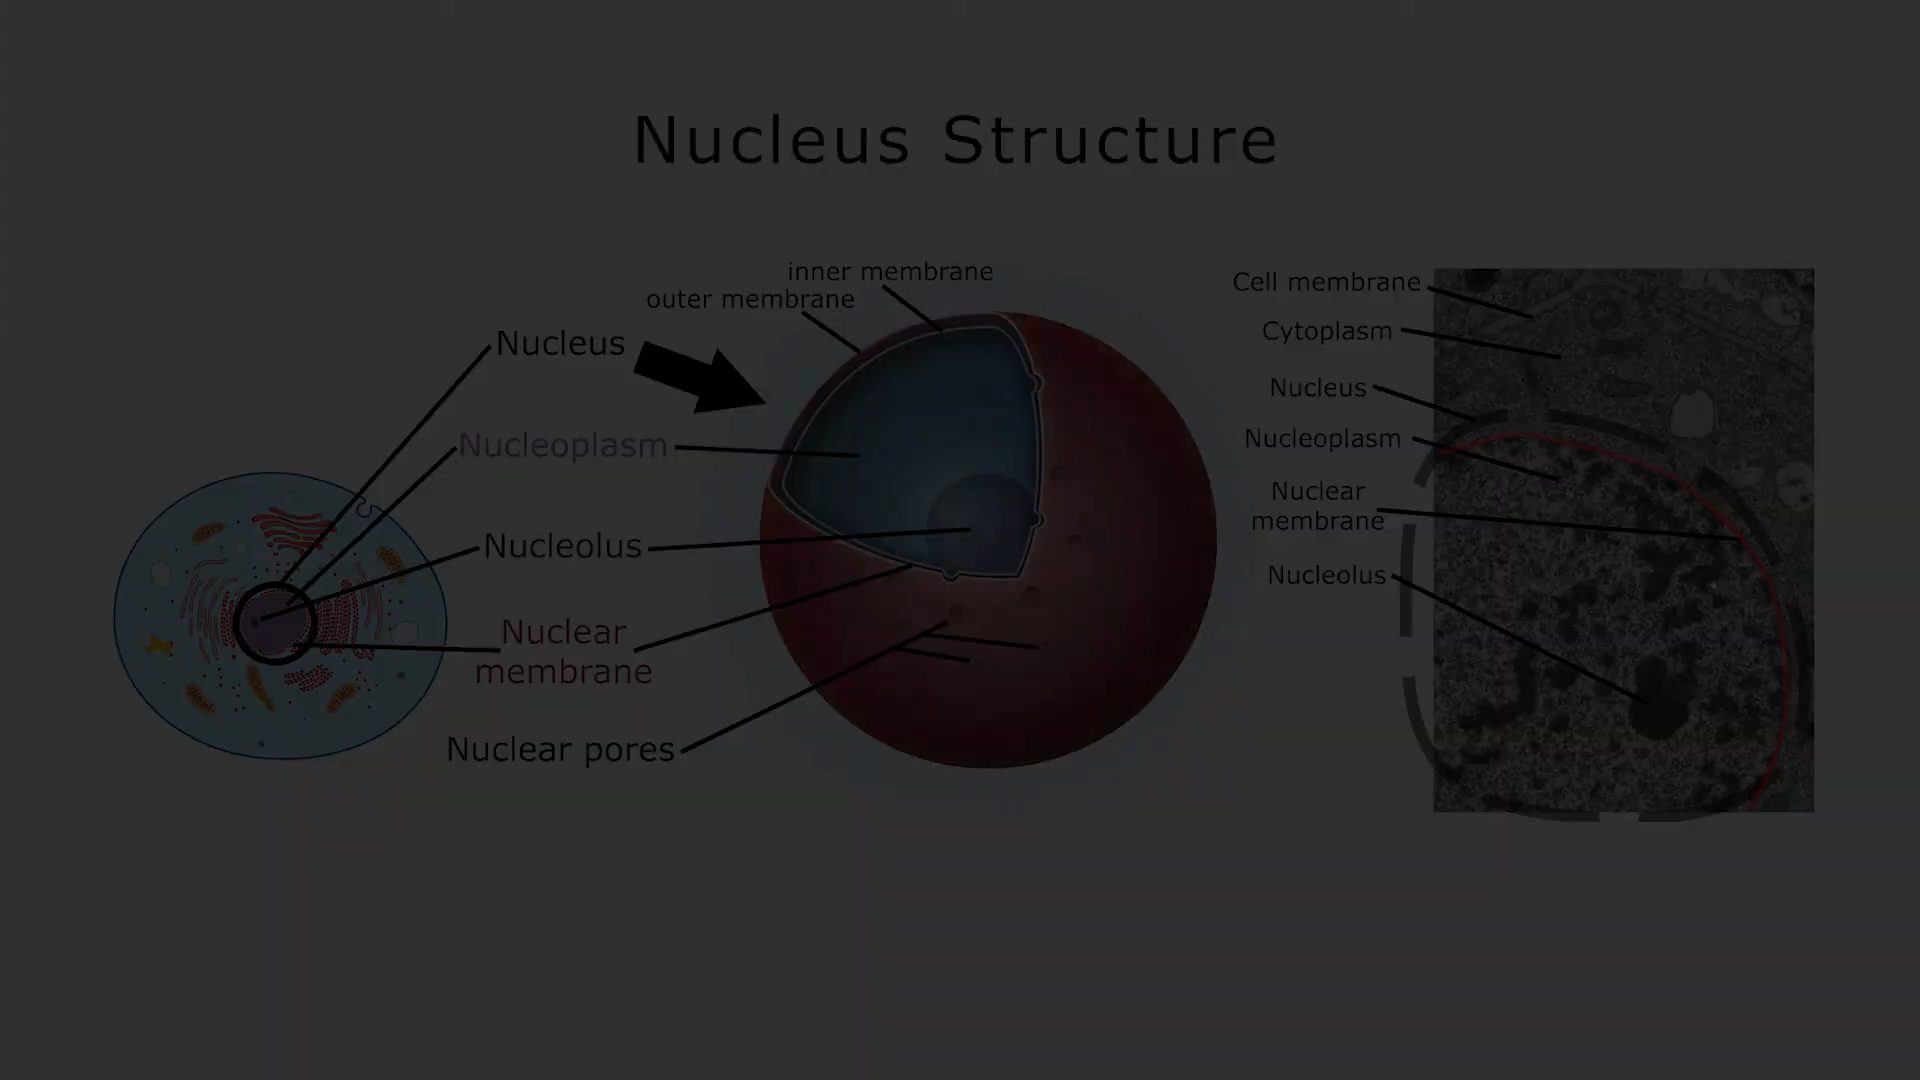 Nucleus Structure
inner membrane
outer membrane
Nucleus
Nucleoplasm
Nucleolus
Nuclear
membrane
Nuclear pores
Cell membrane
Cytoplasm
Nucleus
Nucleoplasm
Nuclear
membrane
Nucleolus